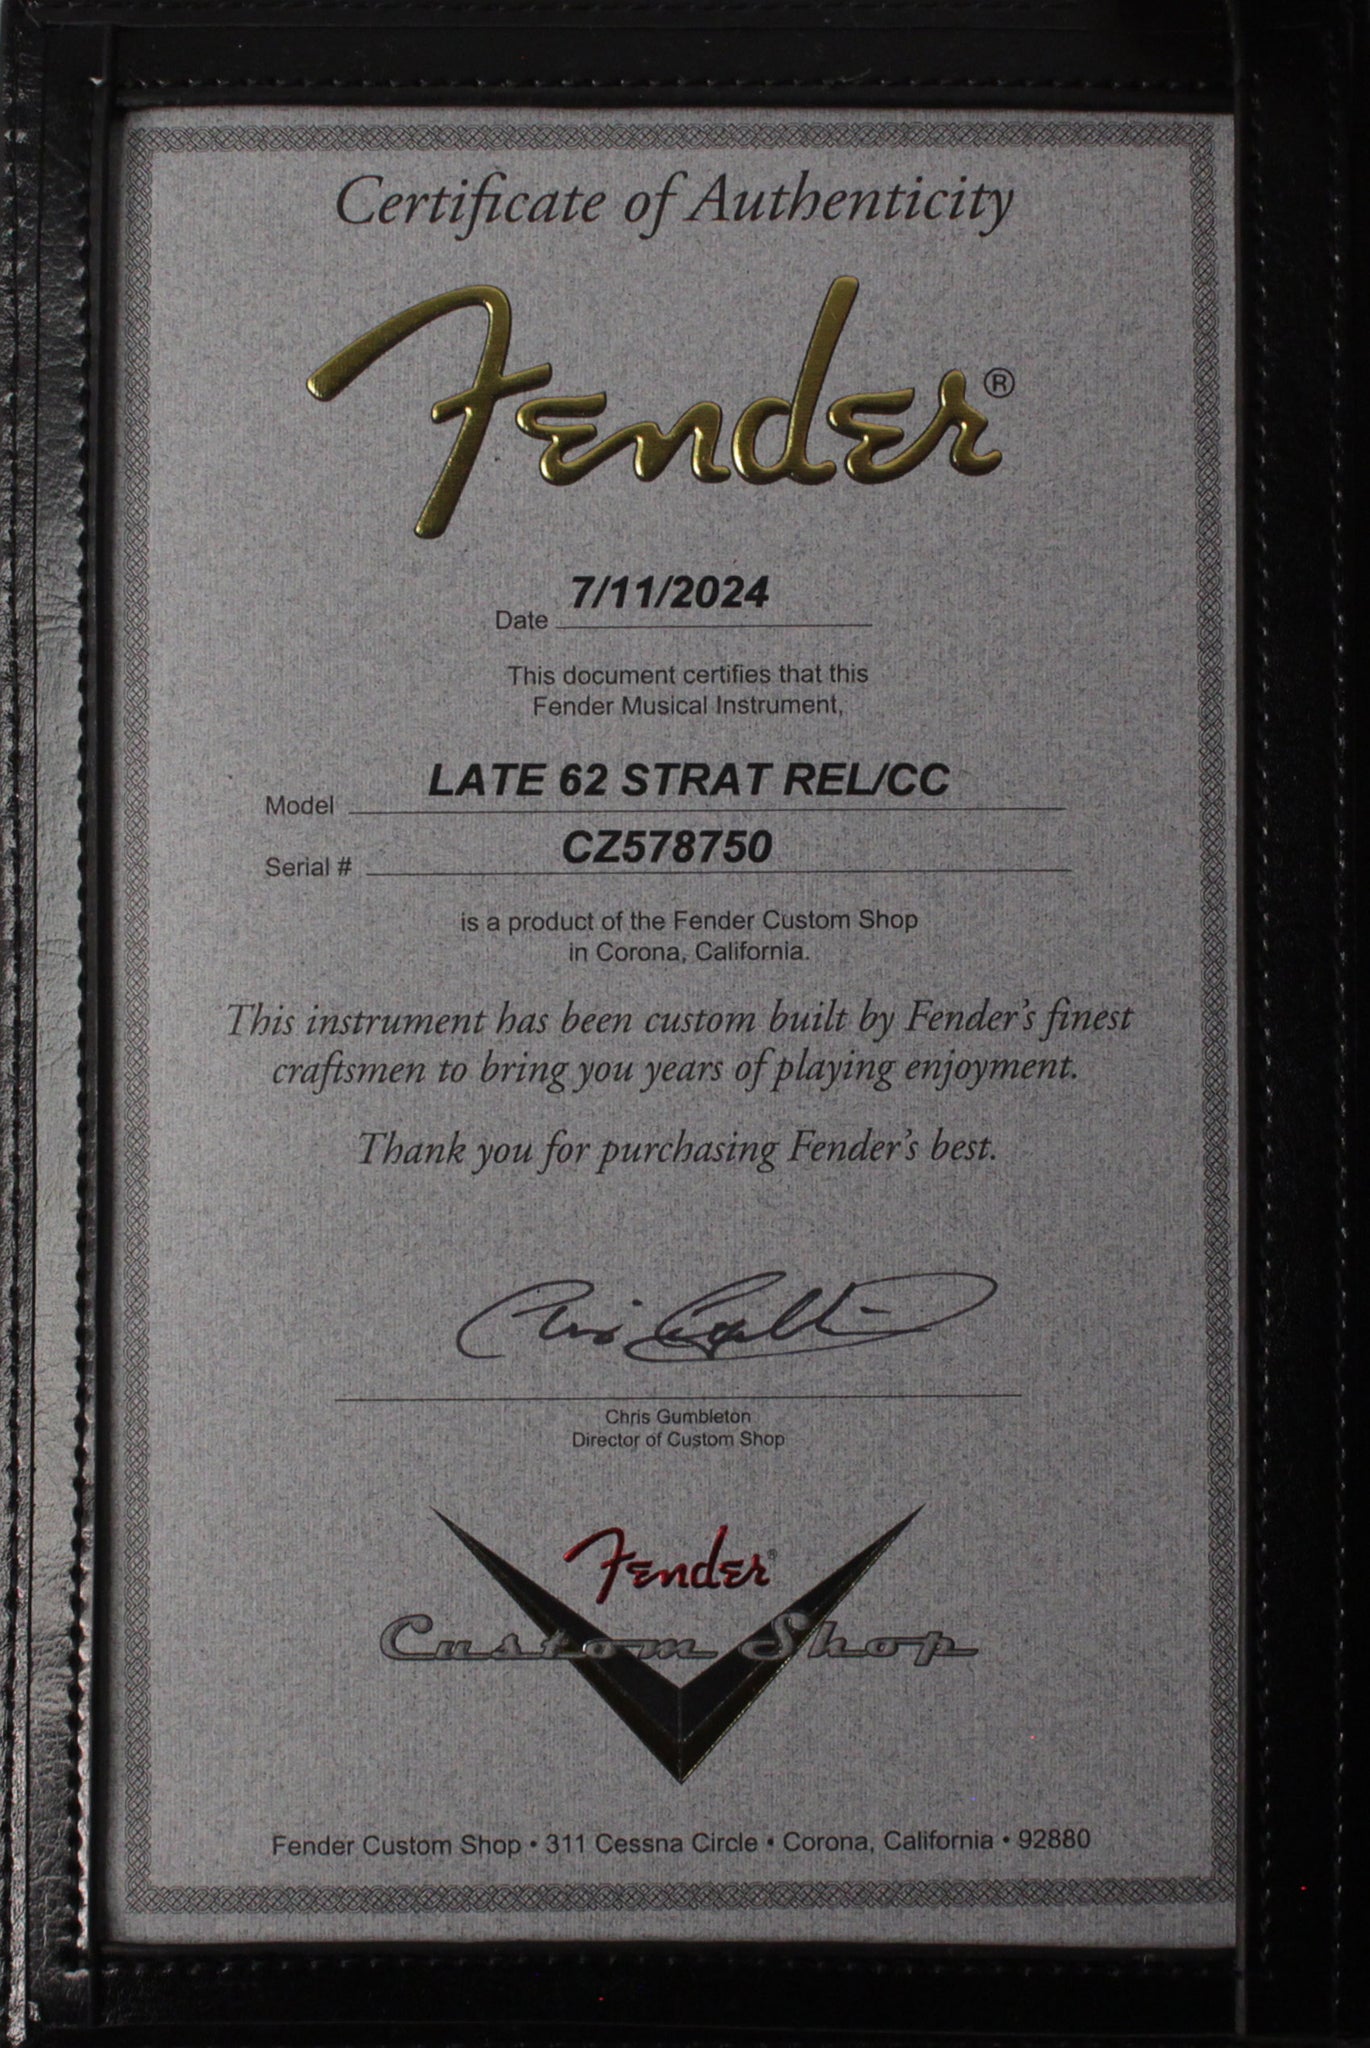 Certificate of Authenticity
Fender®
Date 7/11/2024
This document certifies that this
Fender Musical Instrument,
Model LATE 62 STRAT REL/CC
Serial # CZ578750
is a product of the Fender Custom Shop
in Corona, California.
This instrument has been custom built by Fender's finest
craftsmen to bring you years of playing enjoyment.
Thank you for purchasing Fender's best.
Chris Gumbleton
Director of Custom Shop
Fender®
Custom Shop
Fender Custom Shop • 311 Cessna Circle • Corona, California • 92880